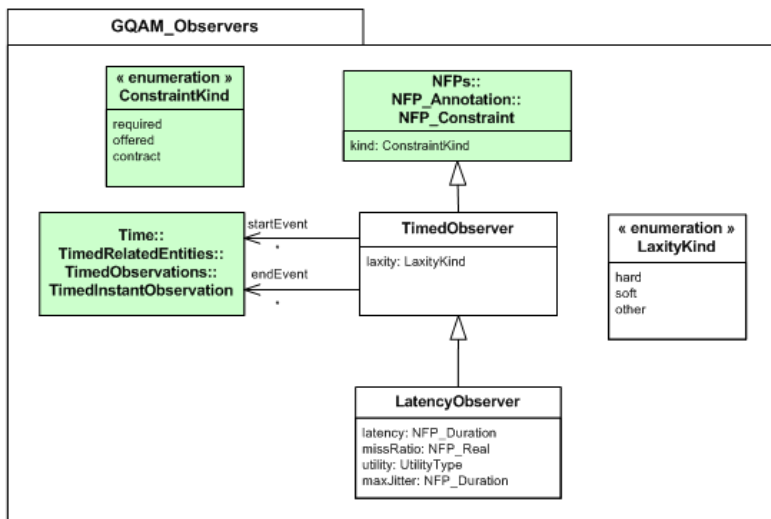 GQAM_Observers
« enumeration »
ConstraintKind
required
offered
contract
NFPs::
NFP_Annotation::
NFP_Constraint
kind: ConstraintKind
Time::
TimedRelatedEntities::
TimedObservations::
TimedInstantObservation
startEvent
*
endEvent
*
TimedObserver
laxity: LaxityKind
« enumeration »
LaxityKind
hard
soft
other
LatencyObserver
latency: NFP_Duration
missRatio: NFP_Real
utility: UtilityType
maxJitter: NFP_Duration